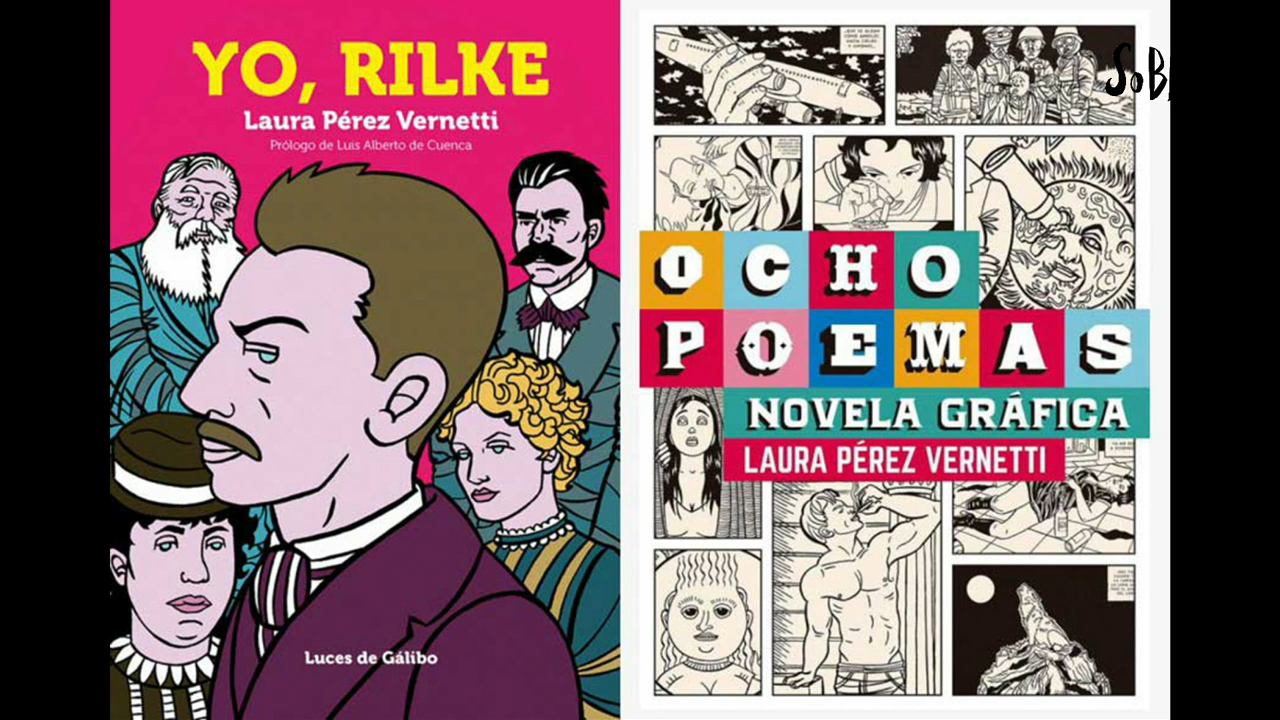 YO, RILKE
Laura Pérez Vernetti
Prólogo de Luis Alberto de Cuenca
Luces de Gálibo
SOB
OCHO
POEMAS
NOVELA GRÁFICA
LAURA PÉREZ VERNETTI